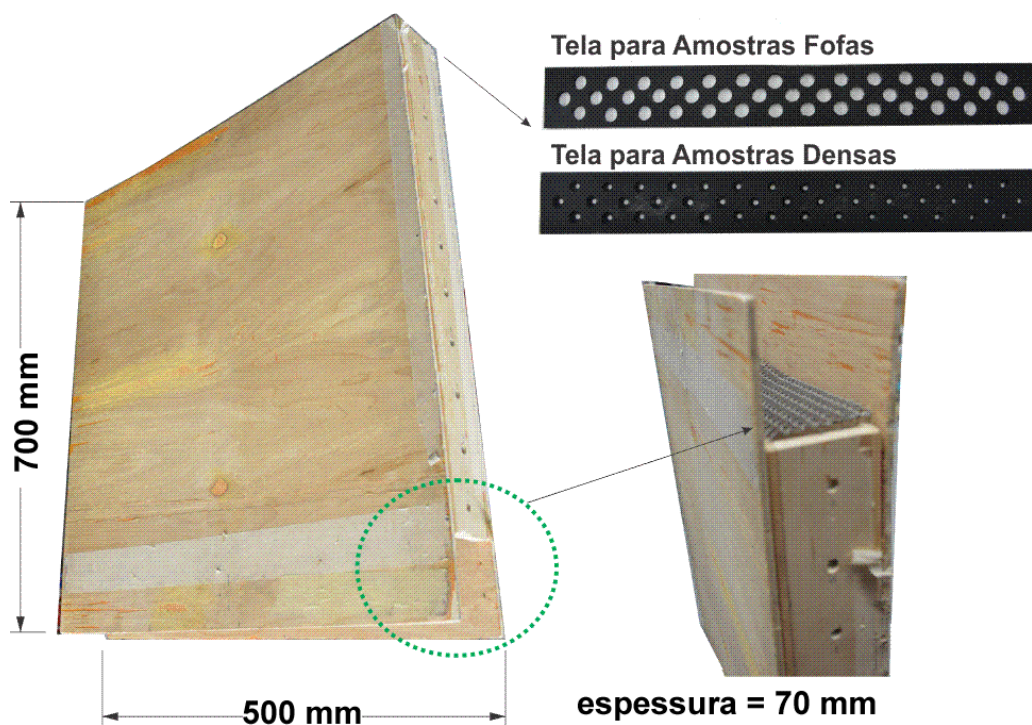 Tela para Amostras Fofas
Tela para Amostras Densas
700 mm
500 mm
espessura = 70 mm